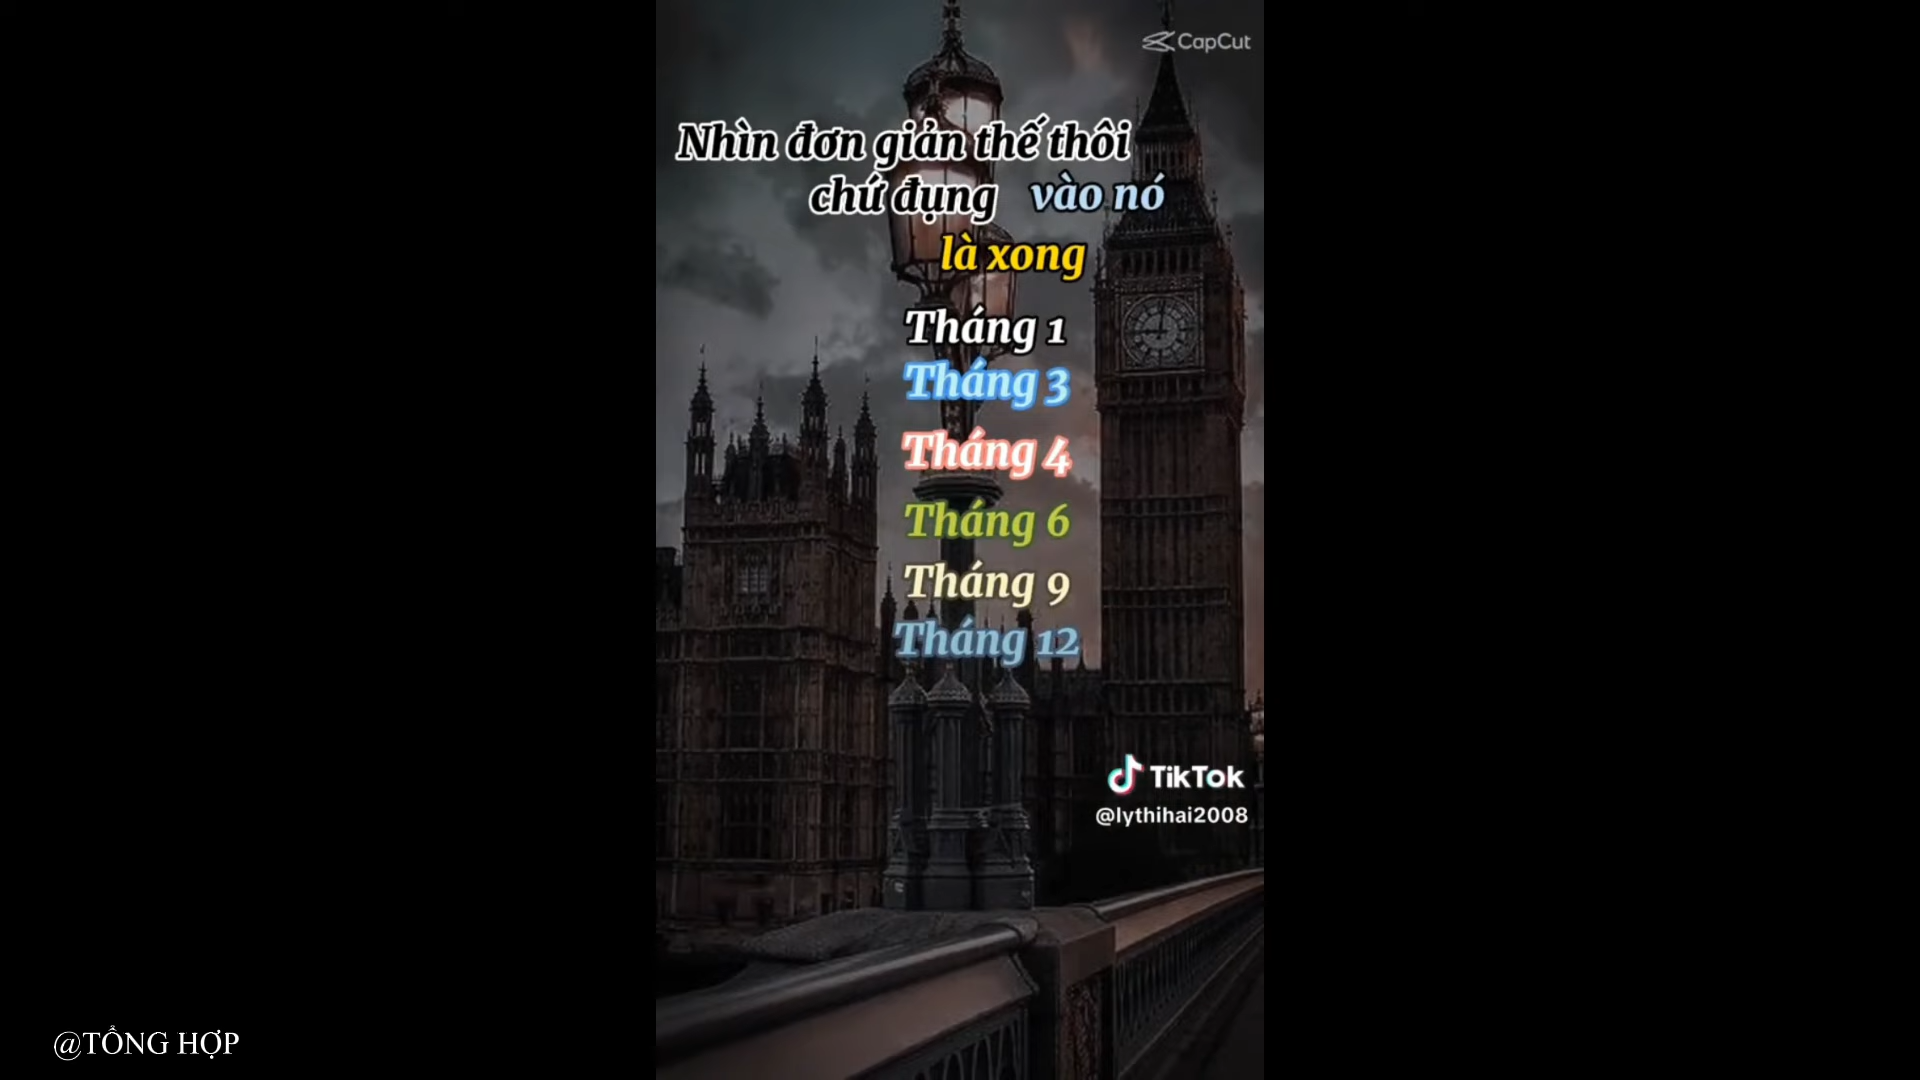 CapCut
Nhìn đơn giản thế thôi
chứ đụng vào nó
là xong
Tháng 1
Tháng 3
Tháng 4
Tháng 6
Tháng 9
Tháng 12
TikTok
@lythihai2008
@TỔNG HỢP